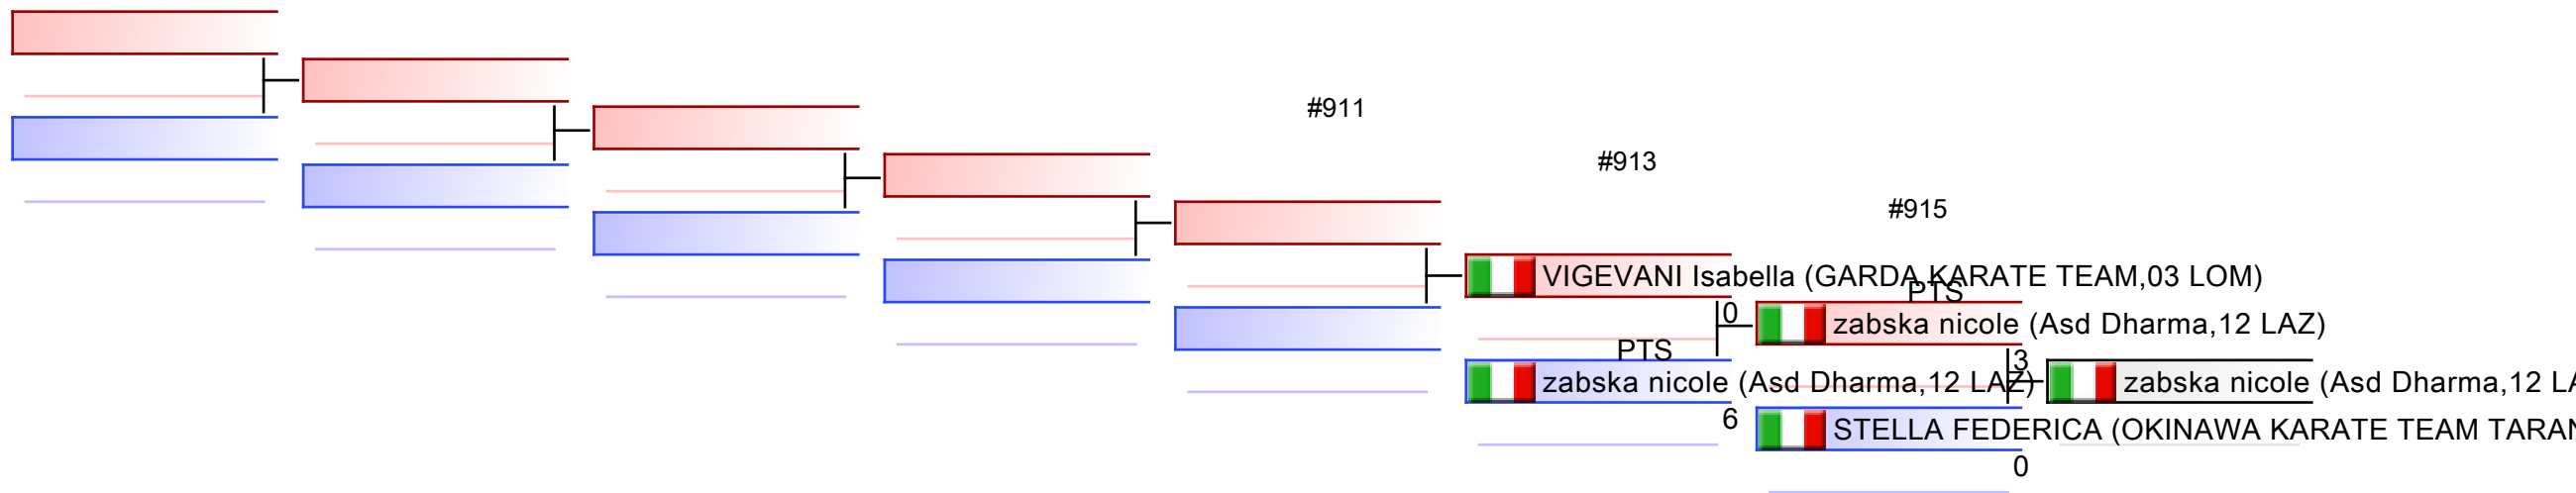 #911
#913
#915
VIGEVANI Isabella (GARDA KARATE TEAM,03 LOM)
PTS
0
zabska nicole (Asd Dharma,12 LAZ)
PTS
3
zabska nicole (Asd Dharma,12 LAZ)
zabska nicole (Asd Dharma,12 LA
6
STELLA FEDERICA (OKINAWA KARATE TEAM TARAN
0